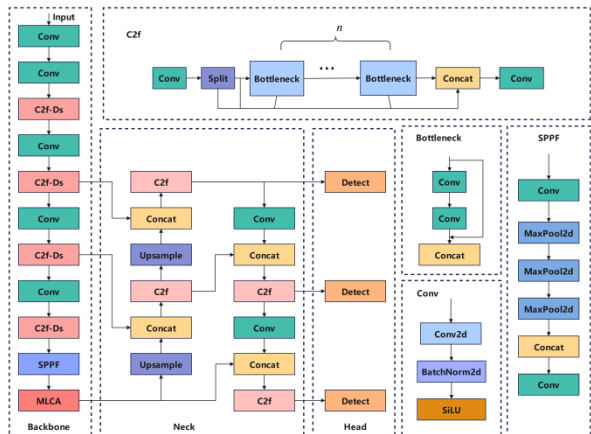 Input
Conv
Conv
C2f-Ds
Conv
C2f-Ds
Conv
C2f-Ds
Conv
C2f-Ds
SPPF
MLCA
Backbone
C2f
n
Conv
Split
Bottleneck
...
Bottleneck
Concat
Conv
C2f
Concat
Upsample
C2f
Concat
Upsample
Conv
Concat
C2f
Conv
Concat
C2f
Neck
Detect
Detect
Detect
Head
Bottleneck
Conv
Conv
Concat
Conv
Conv2d
BatchNorm2d
SiLU
SPPF
Conv
MaxPool2d
MaxPool2d
MaxPool2d
Concat
Conv